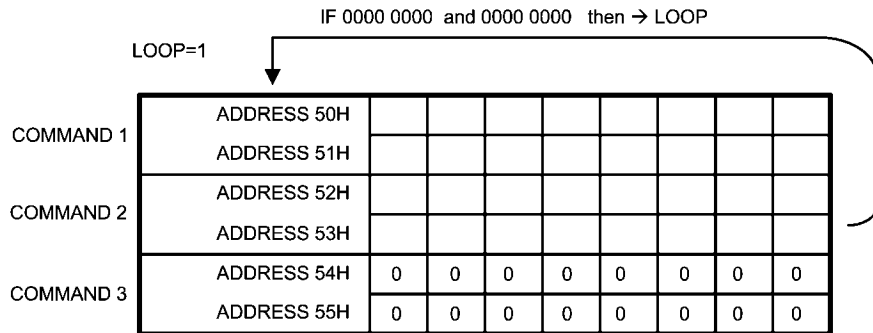 IF 0000 0000 and 0000 0000 then → LOOP
LOOP=1
COMMAND 1
ADDRESS 50H
ADDRESS 51H
COMMAND 2
ADDRESS 52H
ADDRESS 53H
COMMAND 3
ADDRESS 54H 0 0 0 0 0 0 0 0
ADDRESS 55H 0 0 0 0 0 0 0 0